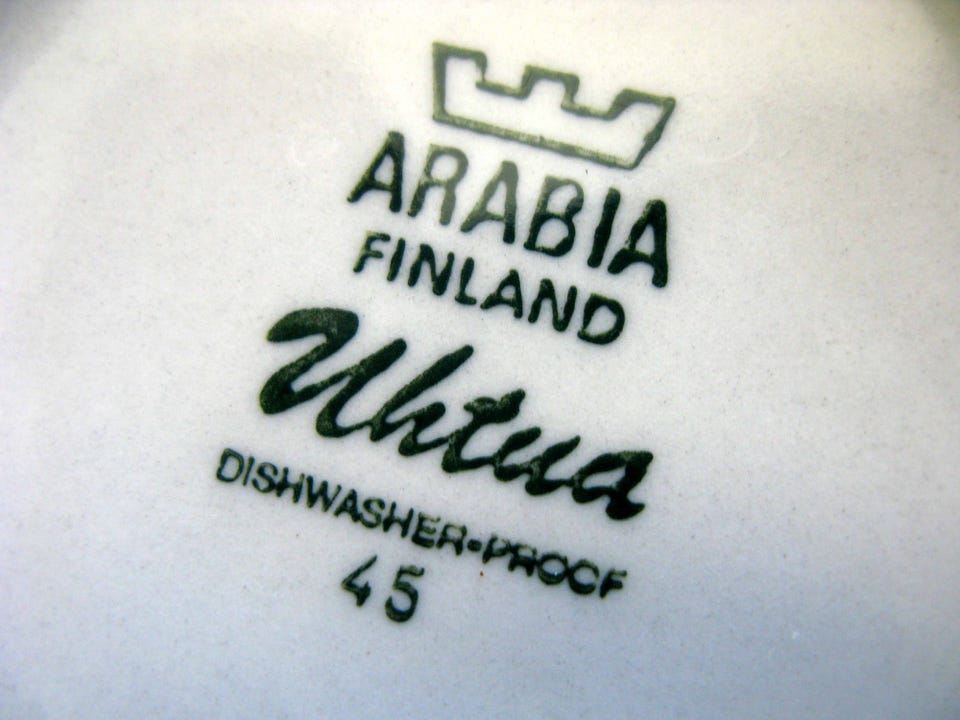 ARABIA
FINLAND
Uhtua
DISHWASHER-PROOF
45